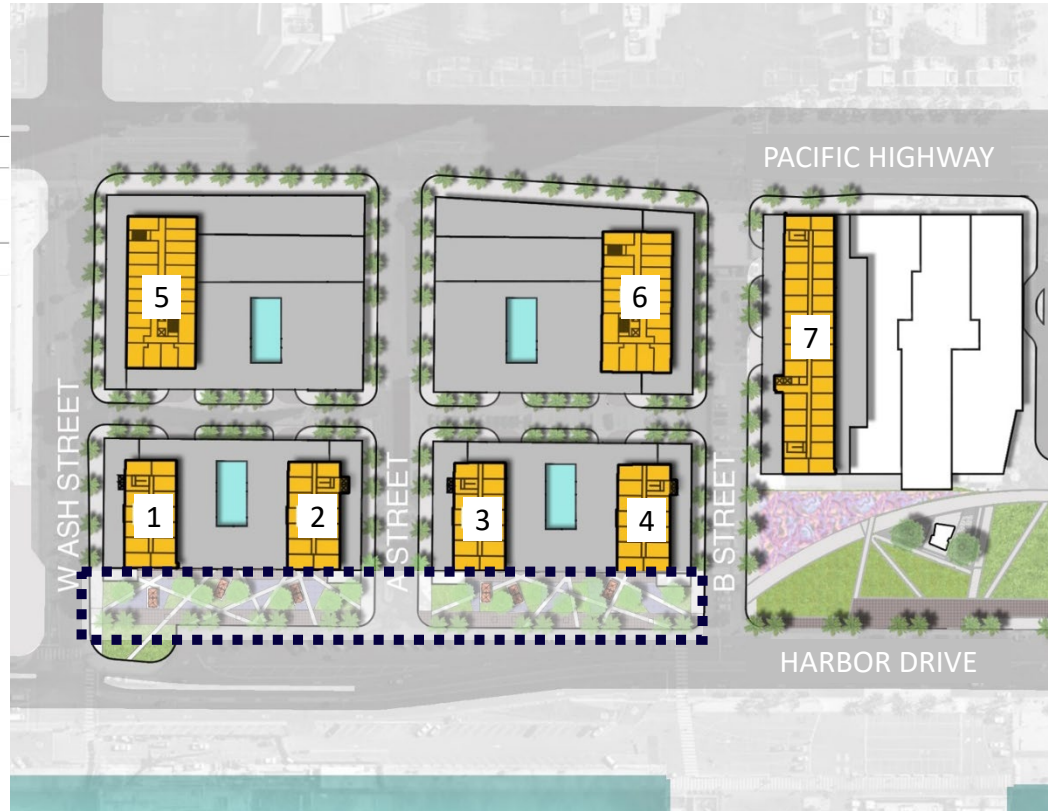 PACIFIC HIGHWAY
5
6
7
W ASH STREET
A STREET
B STREET
1
2
3
4
HARBOR DRIVE